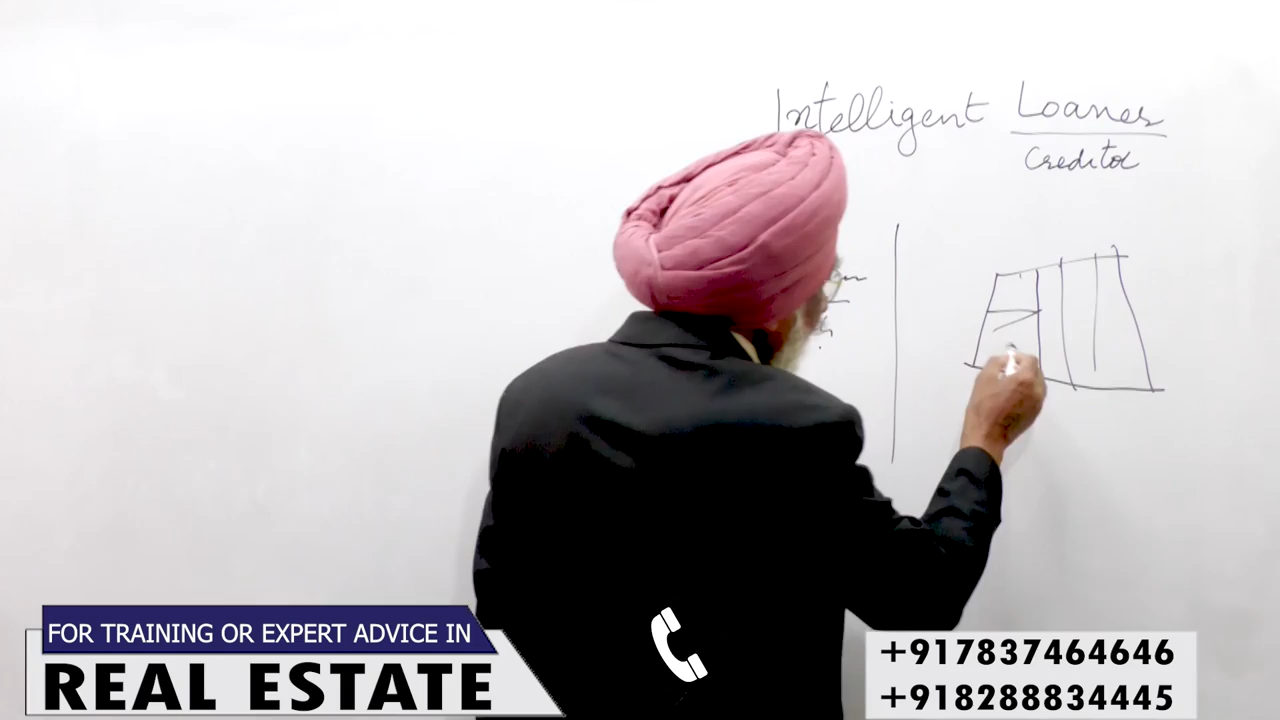 Intelligent Loanes
Creditor
FOR TRAINING OR EXPERT ADVICE IN
REAL ESTATE
+917837464646
+918288834445